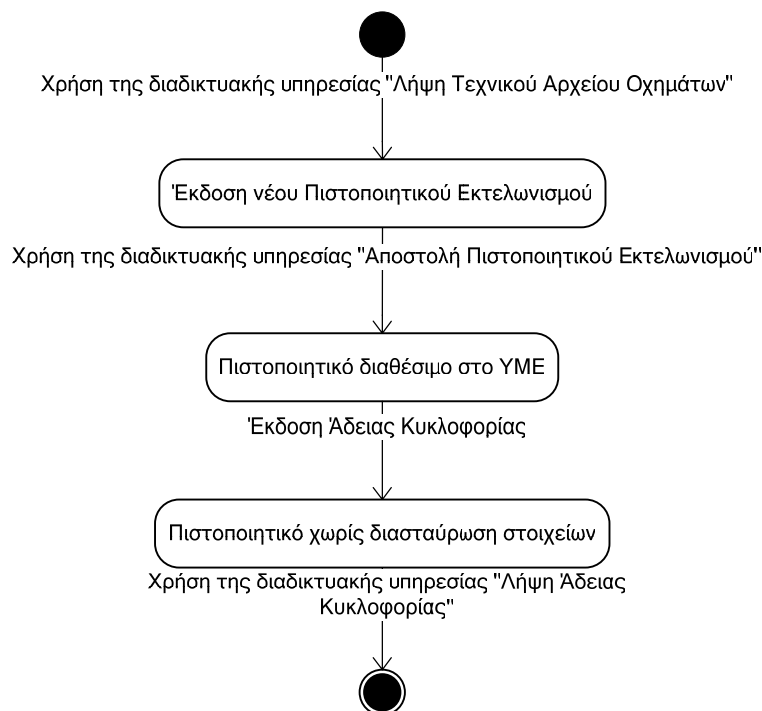 Χρήση της διαδικτυακής υπηρεσίας "Λήψη Τεχνικού Αρχείου Οχημάτων"
Έκδοση νέου Πιστοποιητικού Εκτελωνισμού
Χρήση της διαδικτυακής υπηρεσίας "Αποστολή Πιστοποιητικού Εκτελωνισμού"
Πιστοποιητικό διαθέσιμο στο ΥΜΕ
Έκδοση Άδειας Κυκλοφορίας
Πιστοποιητικό χωρίς διασταύρωση στοιχείων
Χρήση της διαδικτυακής υπηρεσίας "Λήψη Άδειας
Κυκλοφορίας"